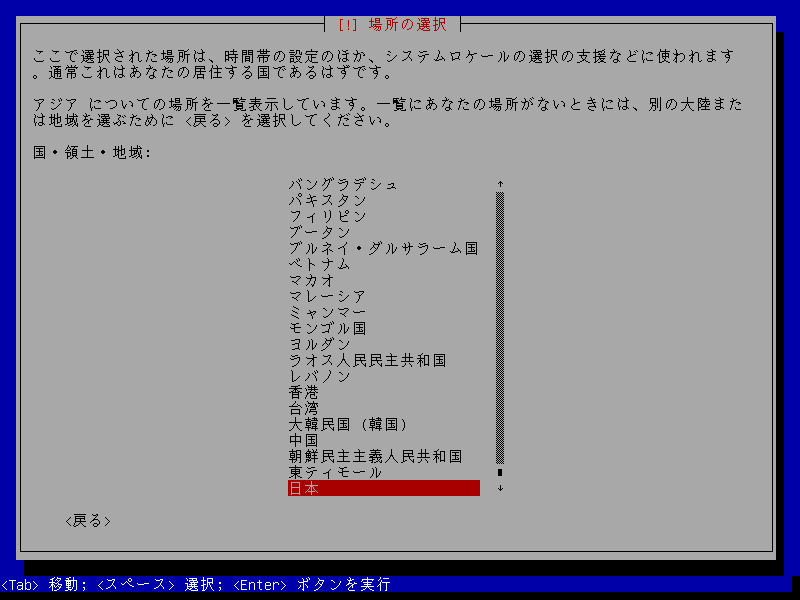 [!] 場所の選択
ここで選択された場所は、時間帯の設定のほか、システムロケールの選択の支援などに使われます
。通常これはあなたの居住する国であるはずです。
アジア についての場所を一覧表示しています。一覧にあなたの場所がないときには、別の大陸また
は地域を選ぶために <戻る> を選択してください。
国・領土・地域:
バングラデシュ
パキスタン
フィリピン
ブータン
ブルネイ・ダルサラーム国
ベトナム
マカオ
マレーシア
ミャンマー
モンゴル国
ヨルダン
ラオス人民民主共和国
レバノン
香港
台湾
大韓民国 (韓国)
中国
朝鮮民主主義人民共和国
東ティモール
日本
<戻る>
<Tab> 移動; <スペース> 選択; <Enter> ボタンを実行